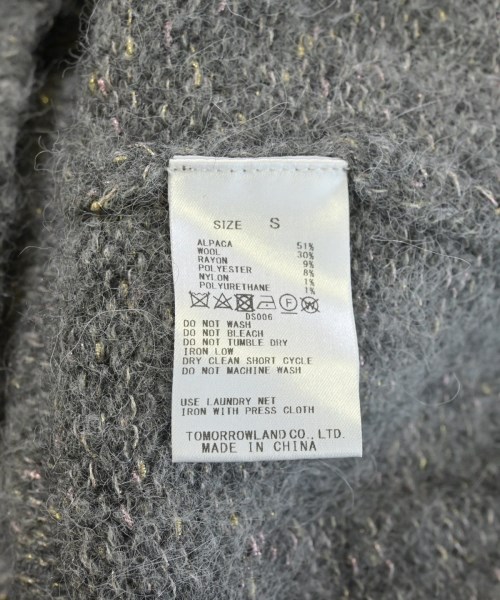 SIZE S
ALPACA 51%
WOOL 30%
RAYON 9%
POLYESTER 8%
NYLON 1%
POLYURETHANE 1%
DS006
DO NOT WASH
DO NOT BLEACH
DO NOT TUMBLE DRY
IRON LOW
DRY CLEAN SHORT CYCLE
DO NOT MACHINE WASH
USE LAUNDRY NET
IRON WITH PRESS CLOTH
TOMORROWLAND CO., LTD.
MADE IN CHINA